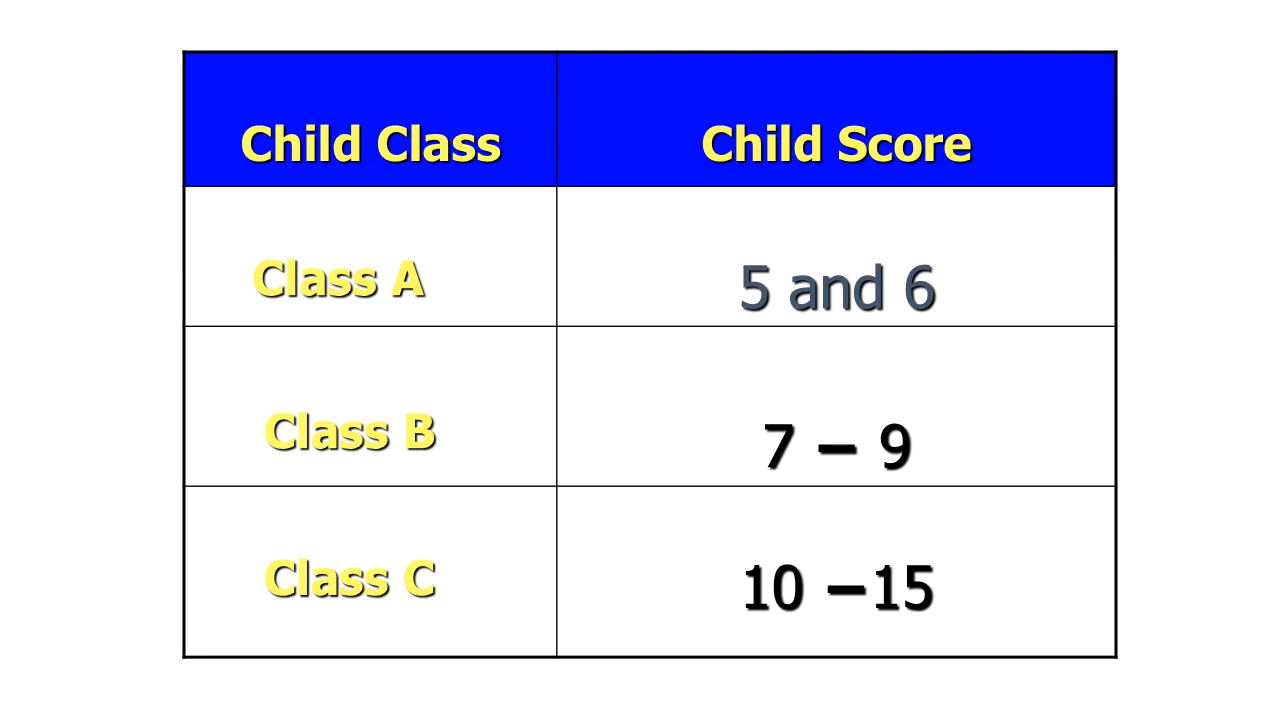 Child Class Child Score
Class A 5 and 6
Class B 7 – 9
Class C 10 –15